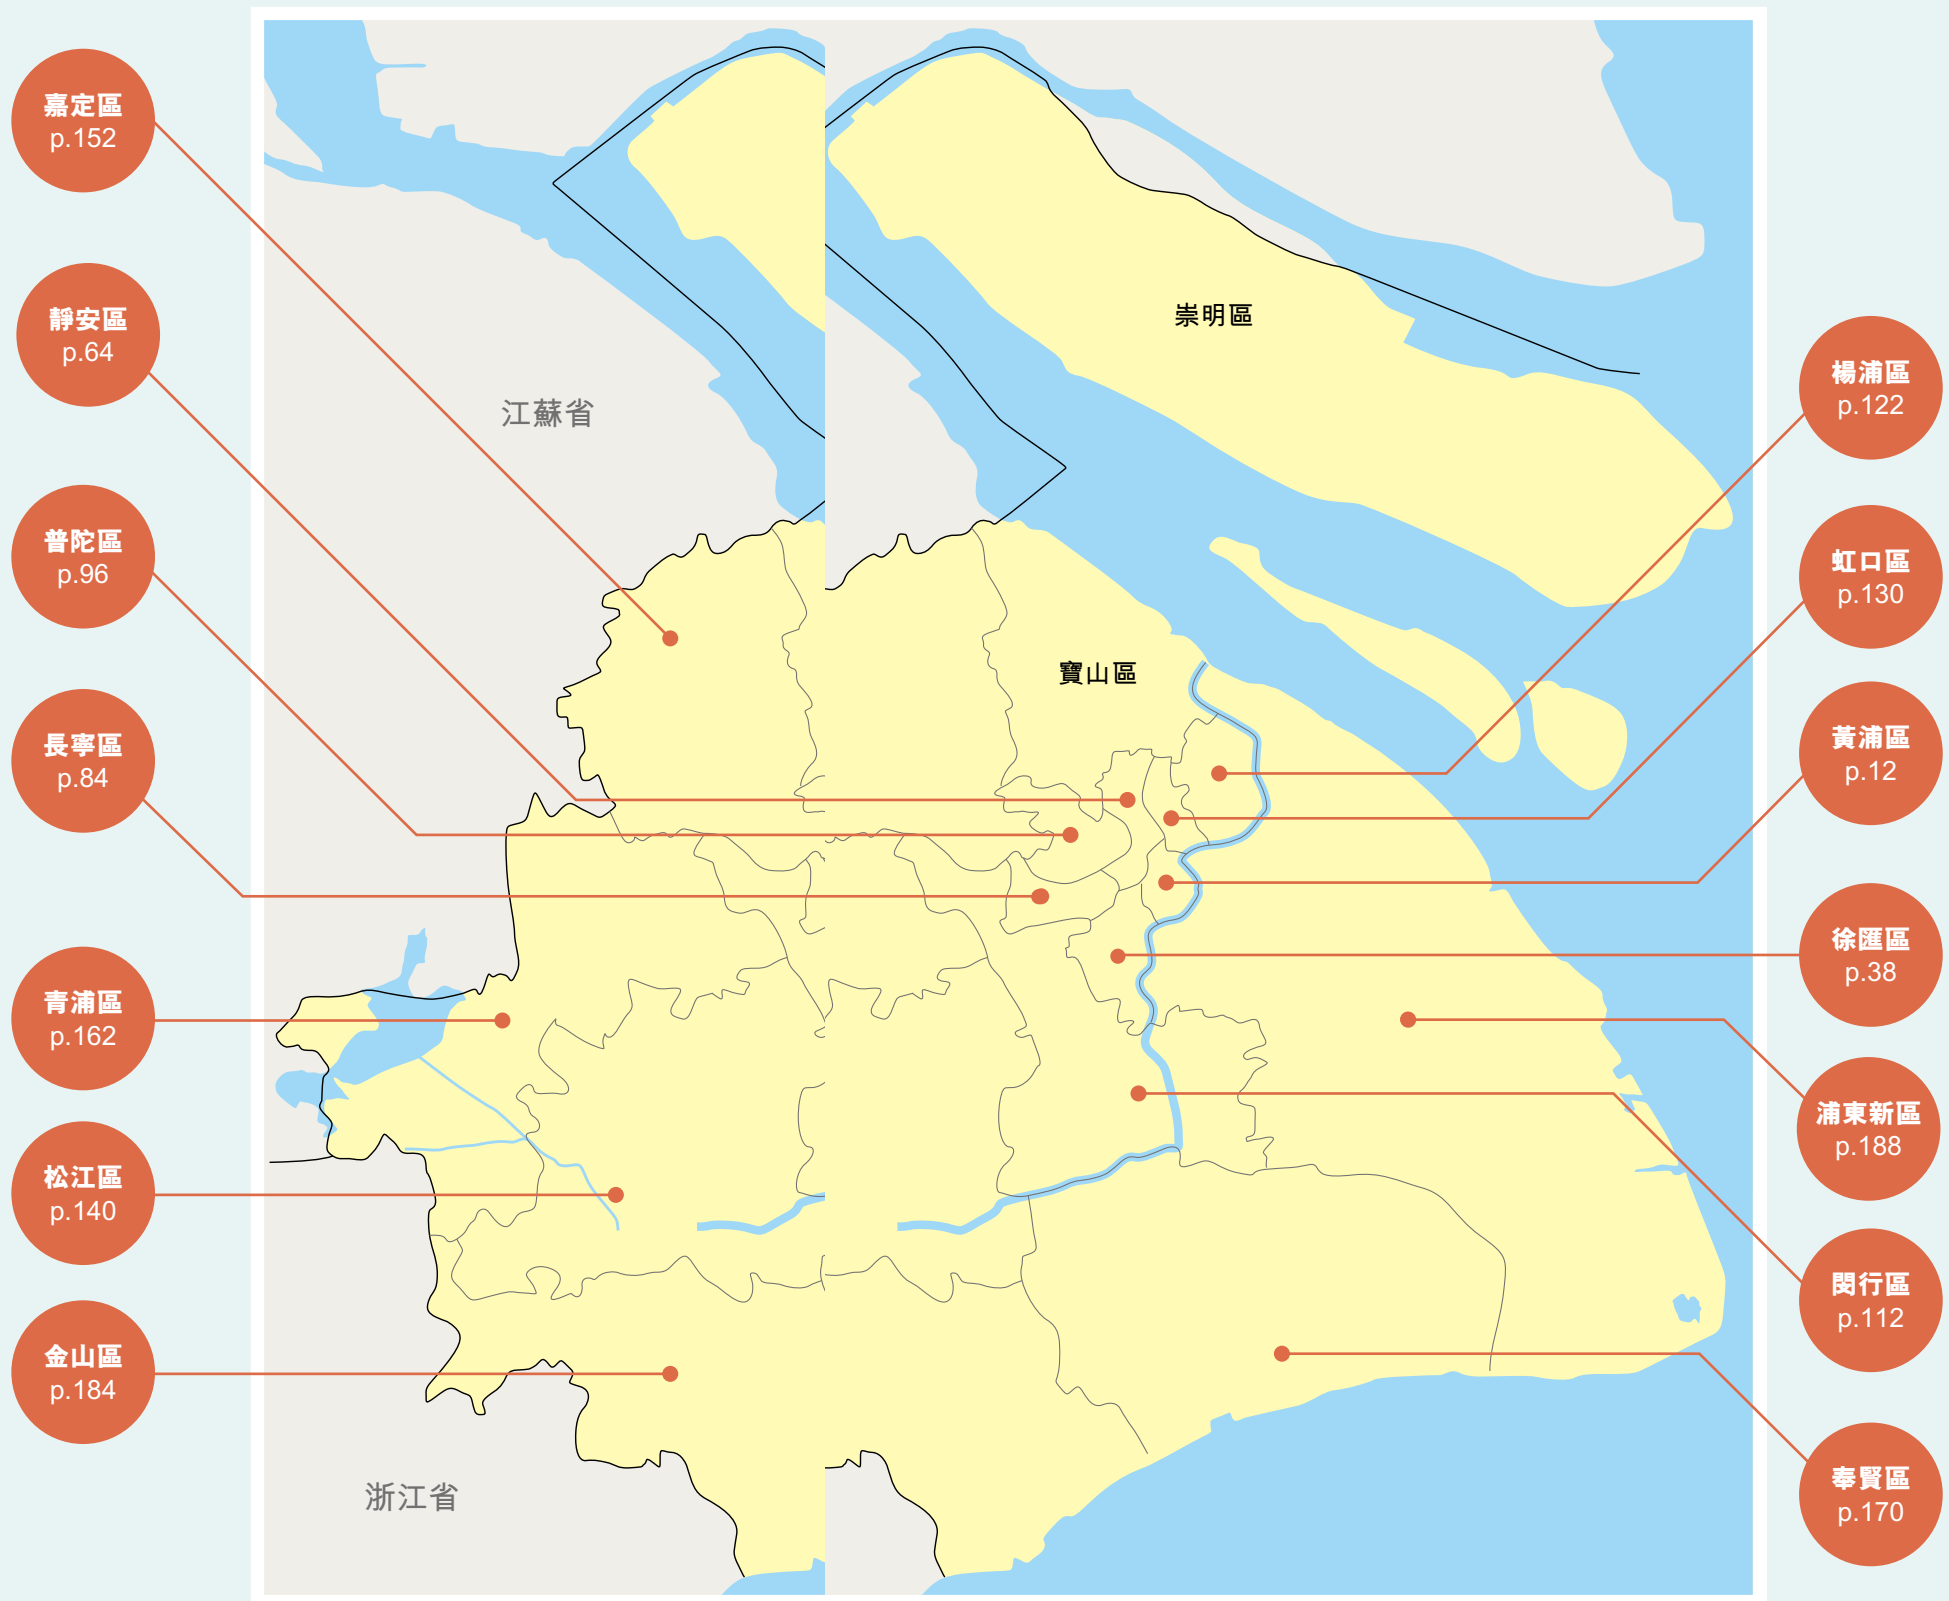 嘉定區
p.152
靜安區
p.64
普陀區
p.96
長寧區
p.84
青浦區
p.162
松江區
p.140
金山區
p.184
江蘇省
浙江省
崇明區
寶山區
楊浦區
p.122
虹口區
p.130
黃浦區
p.12
徐匯區
p.38
浦東新區
p.188
閔行區
p.112
奉賢區
p.170